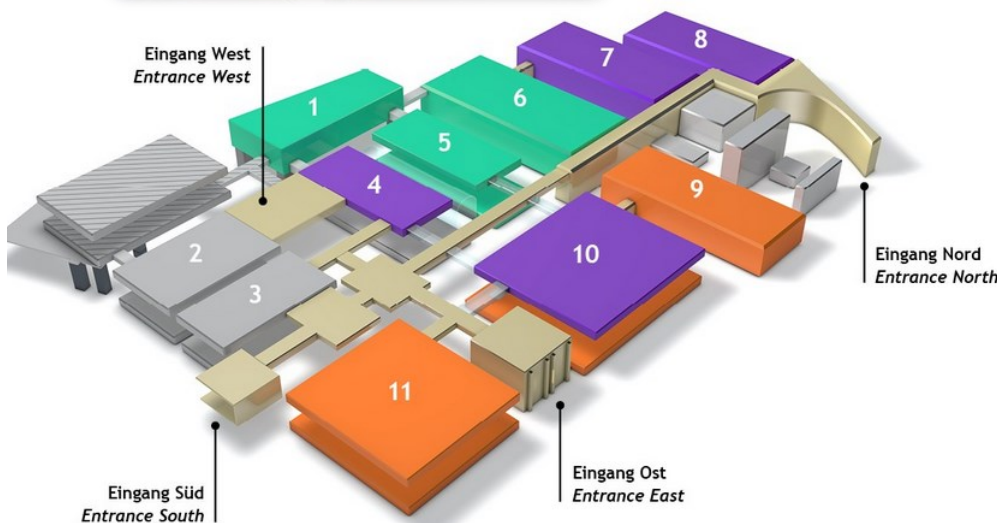 Eingang West
Entrance West
1
2
3
4
5
6
7
8
9
10
11
Eingang Nord
Entrance North
Eingang Ost
Entrance East
Eingang Süd
Entrance South